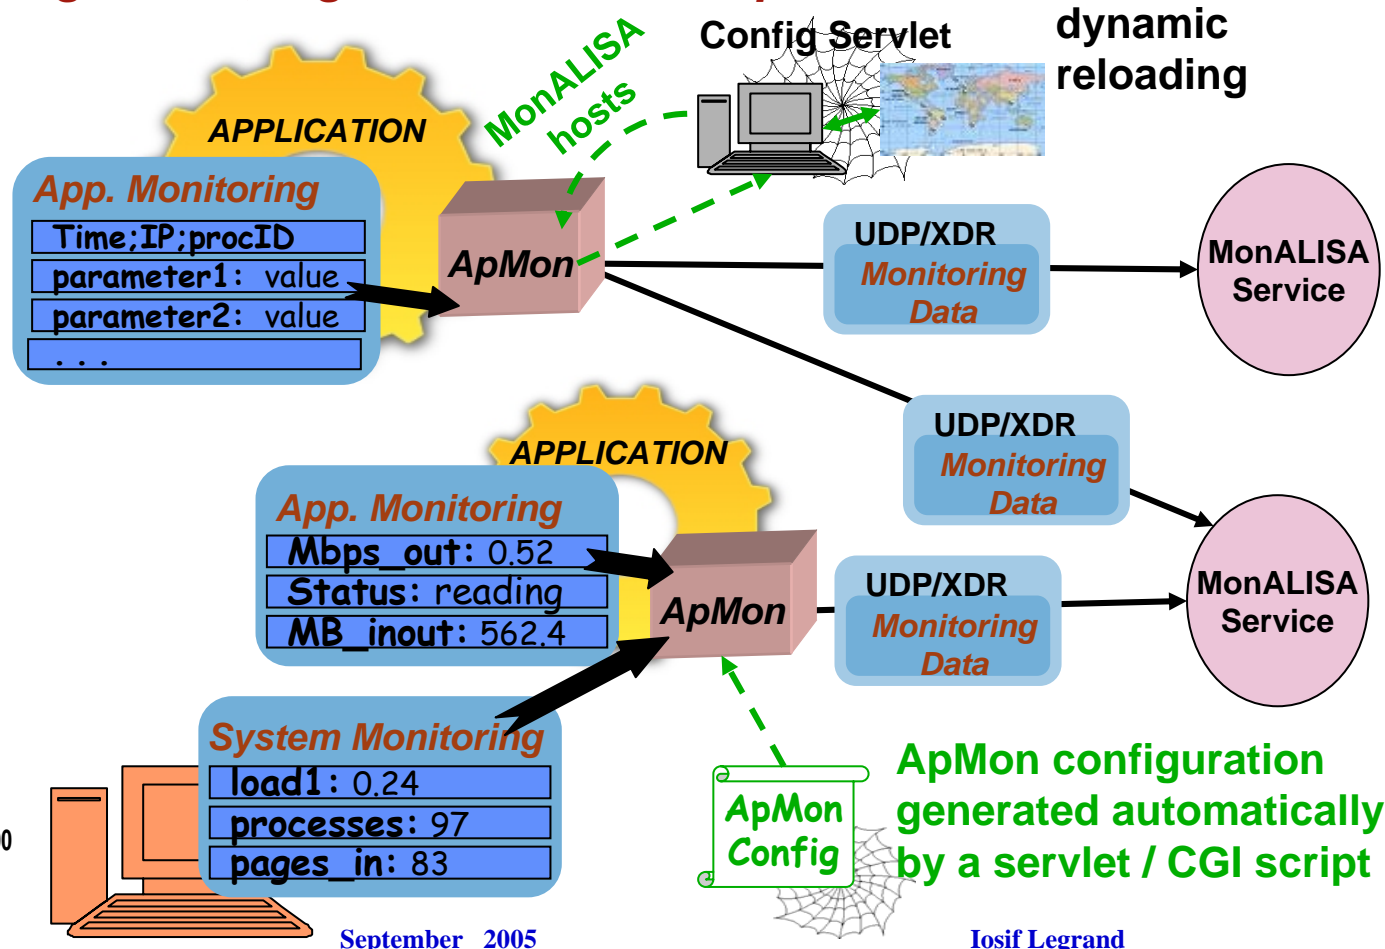 Config Servlet
dynamic
reloading
MonALISA
hosts
APPLICATION
App. Monitoring
Time;IP;procID
parameter1: value
parameter2: value
. . .
ApMon
UDP/XDR
Monitoring
Data
MonALISA
Service
UDP/XDR
Monitoring
Data
APPLICATION
App. Monitoring
Mbps_out: 0.52
Status: reading
MB_inout: 562.4
ApMon
UDP/XDR
Monitoring
Data
MonALISA
Service
System Monitoring
load1: 0.24
processes: 97
pages_in: 83
ApMon
Config
ApMon configuration
generated automatically
by a servlet / CGI script
September 2005
Iosif Legrand